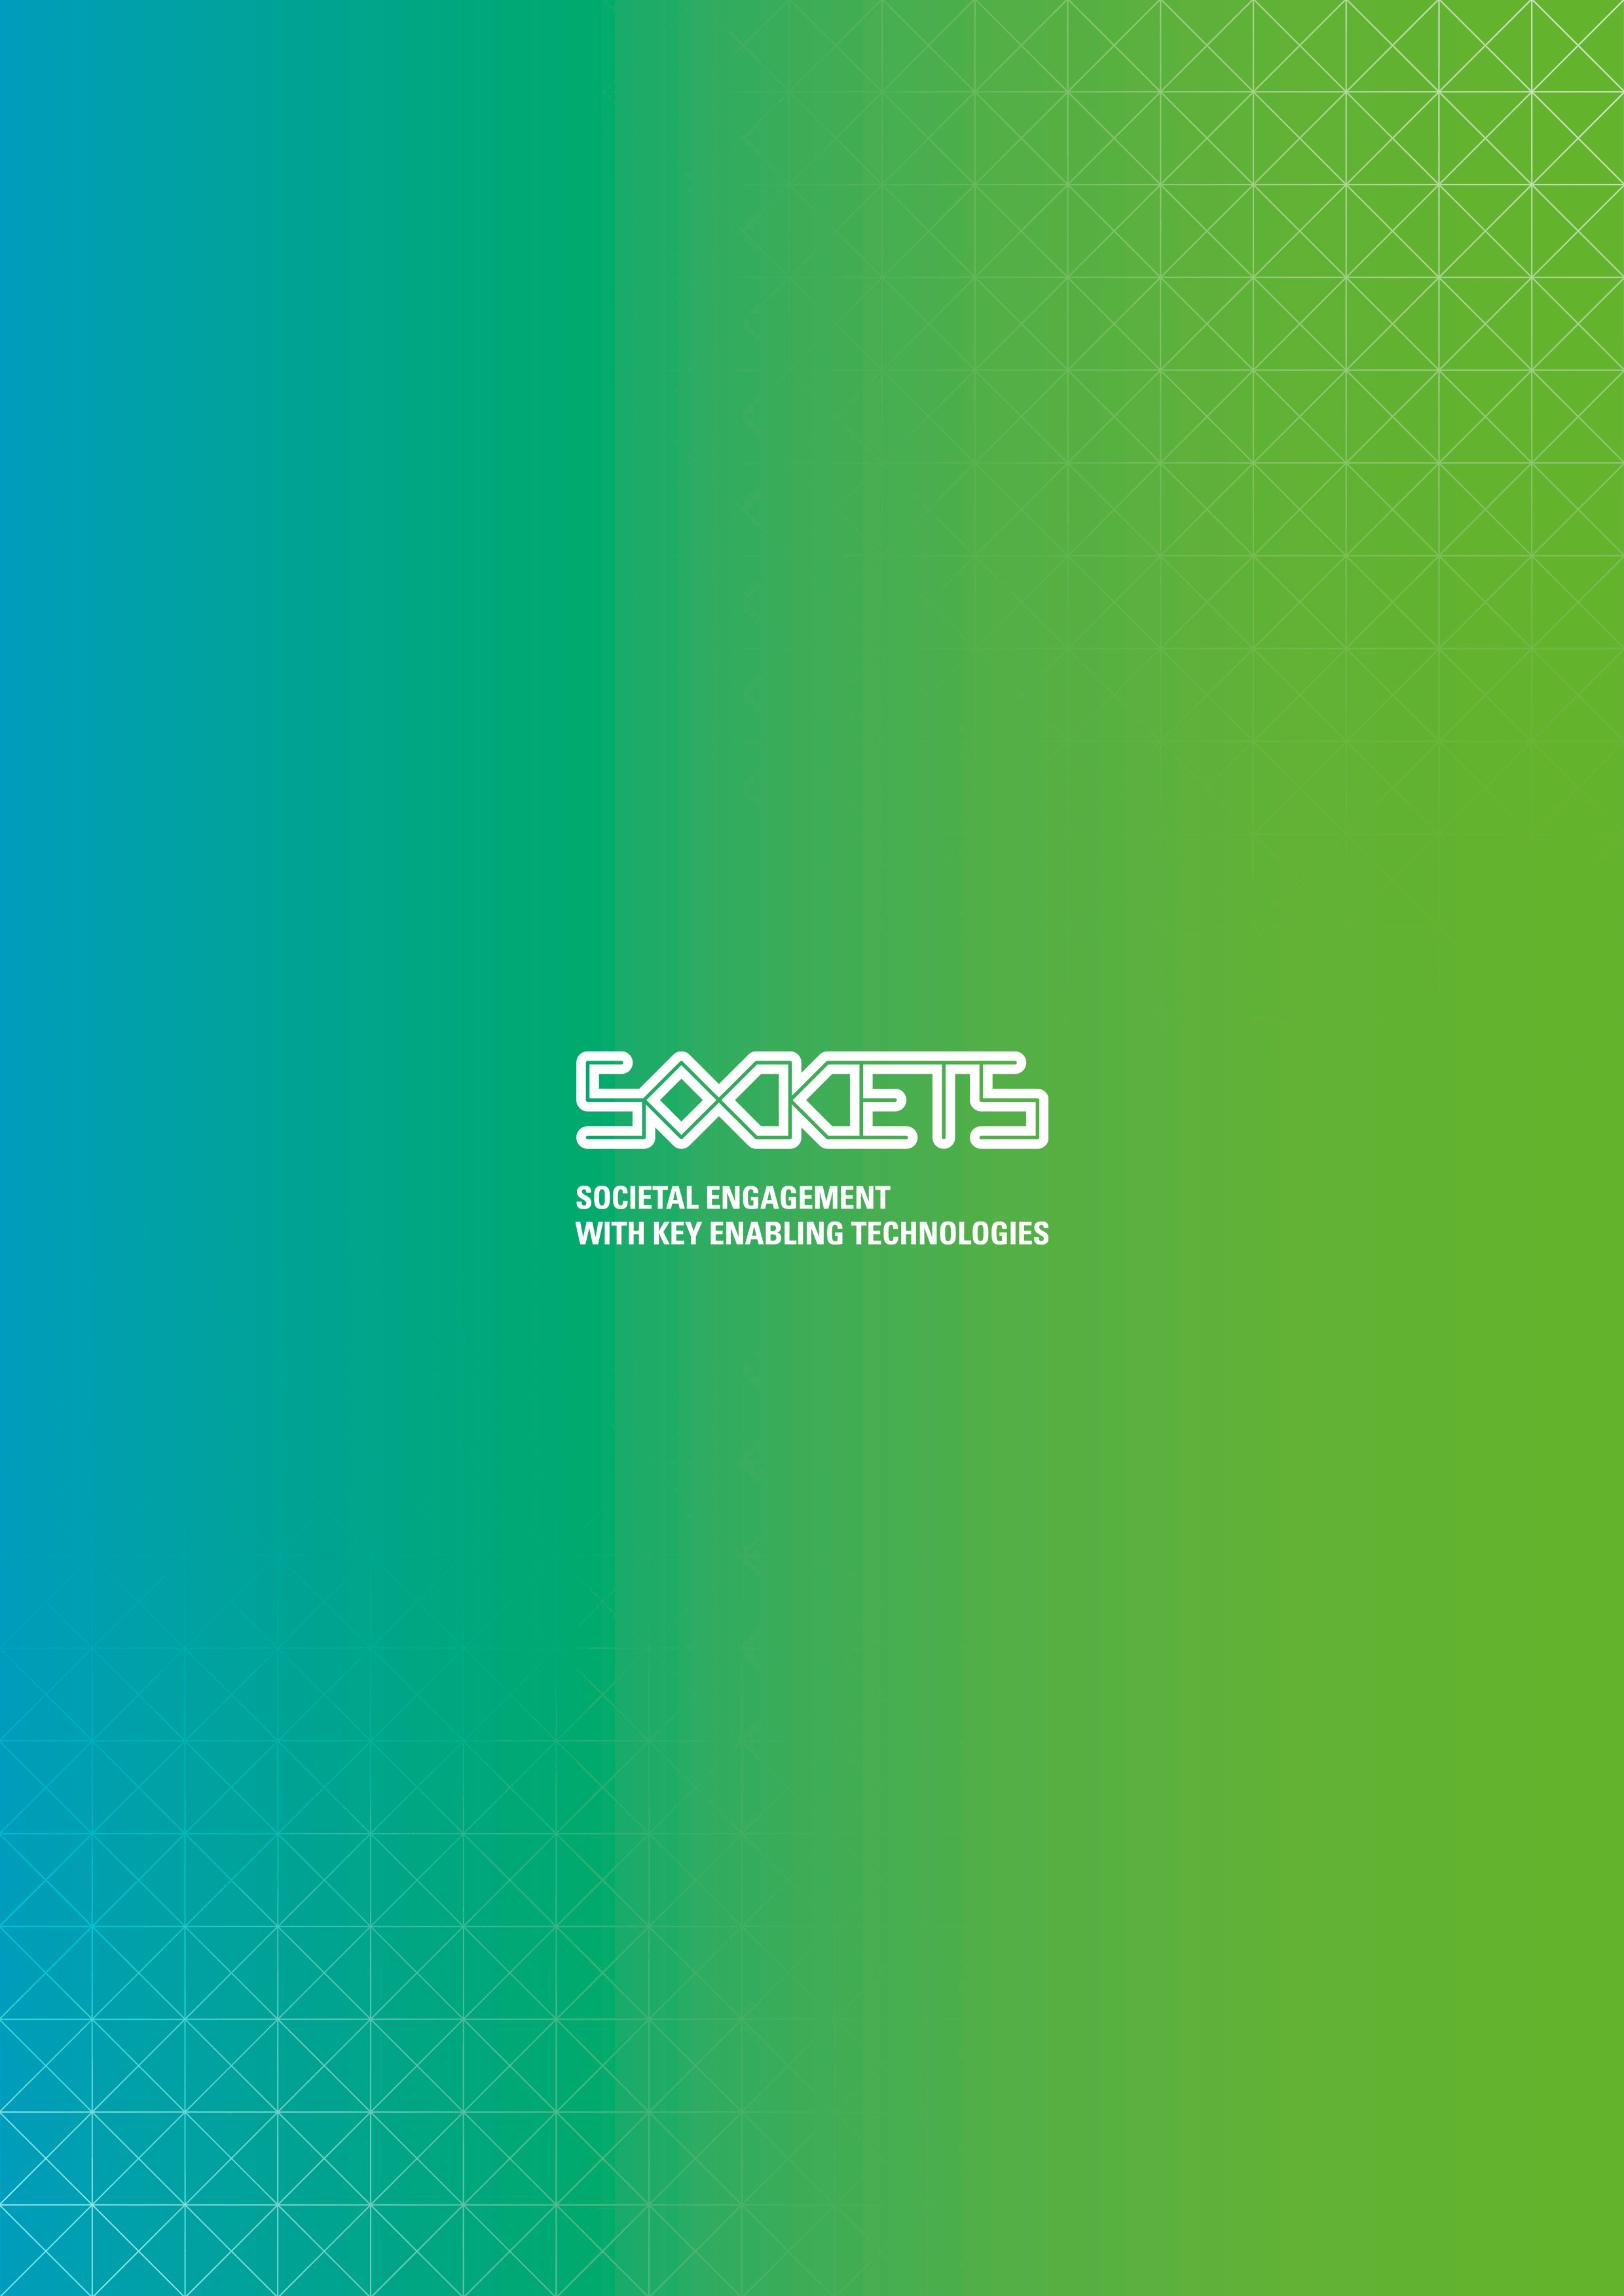 SOCKETS
SOCIETAL ENGAGEMENT
WITH KEY ENABLING TECHNOLOGIES